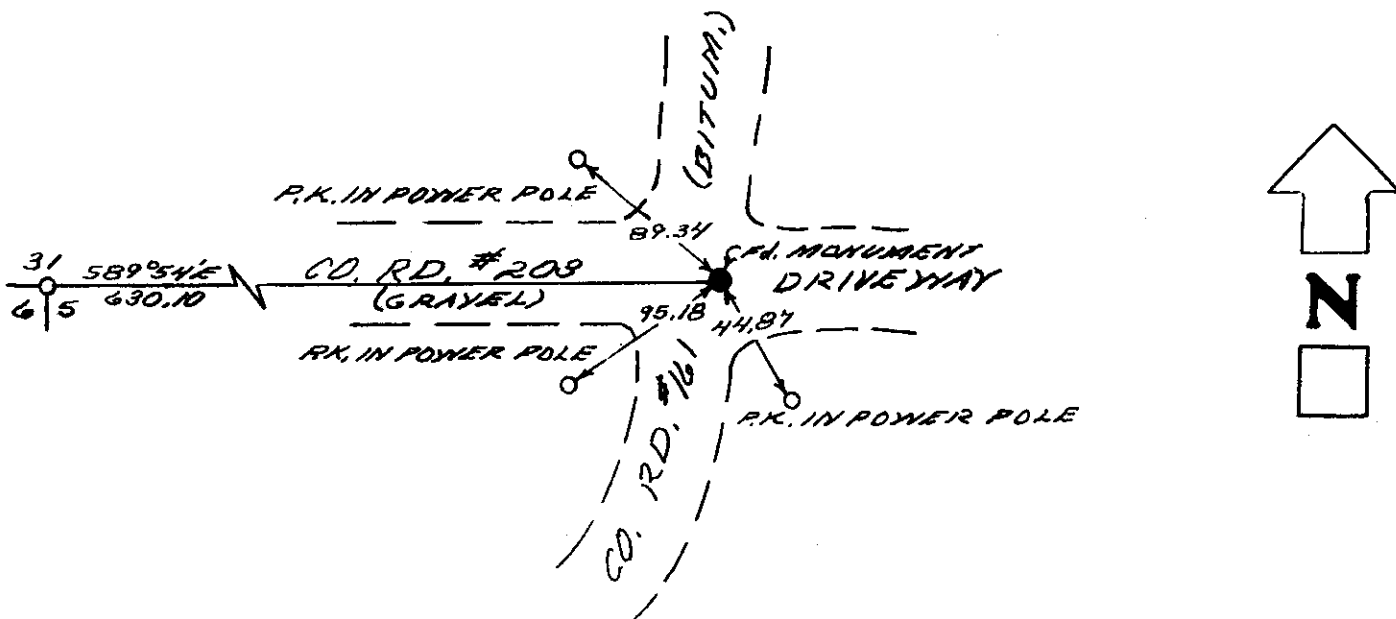 (BITUM.)
P.K. IN POWER POLE
89.34
C Fd. MONUMENT
31
S89°54'E
CO. RD. #208
DRIVEWAY
630.10
(GRAVEL)
6 5
95.18
44.87
P.K. IN POWER POLE
CO. RD. #161
P.K. IN POWER POLE
N